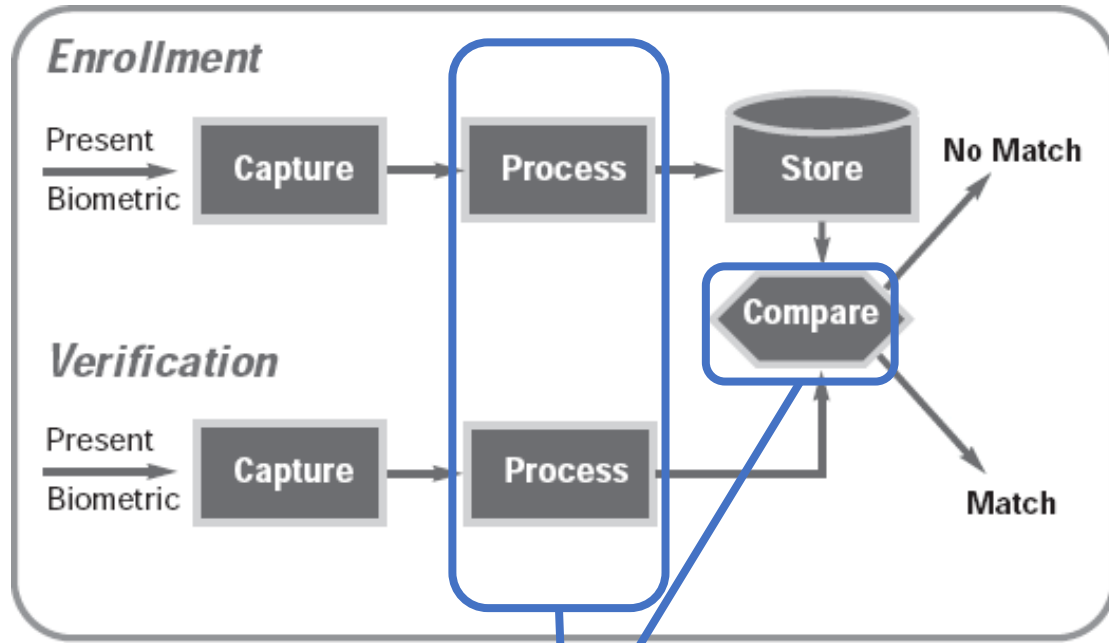 Enrollment
Present
Biometric
Capture
Process
Store
No Match
Compare
Verification
Present
Biometric
Capture
Process
Match